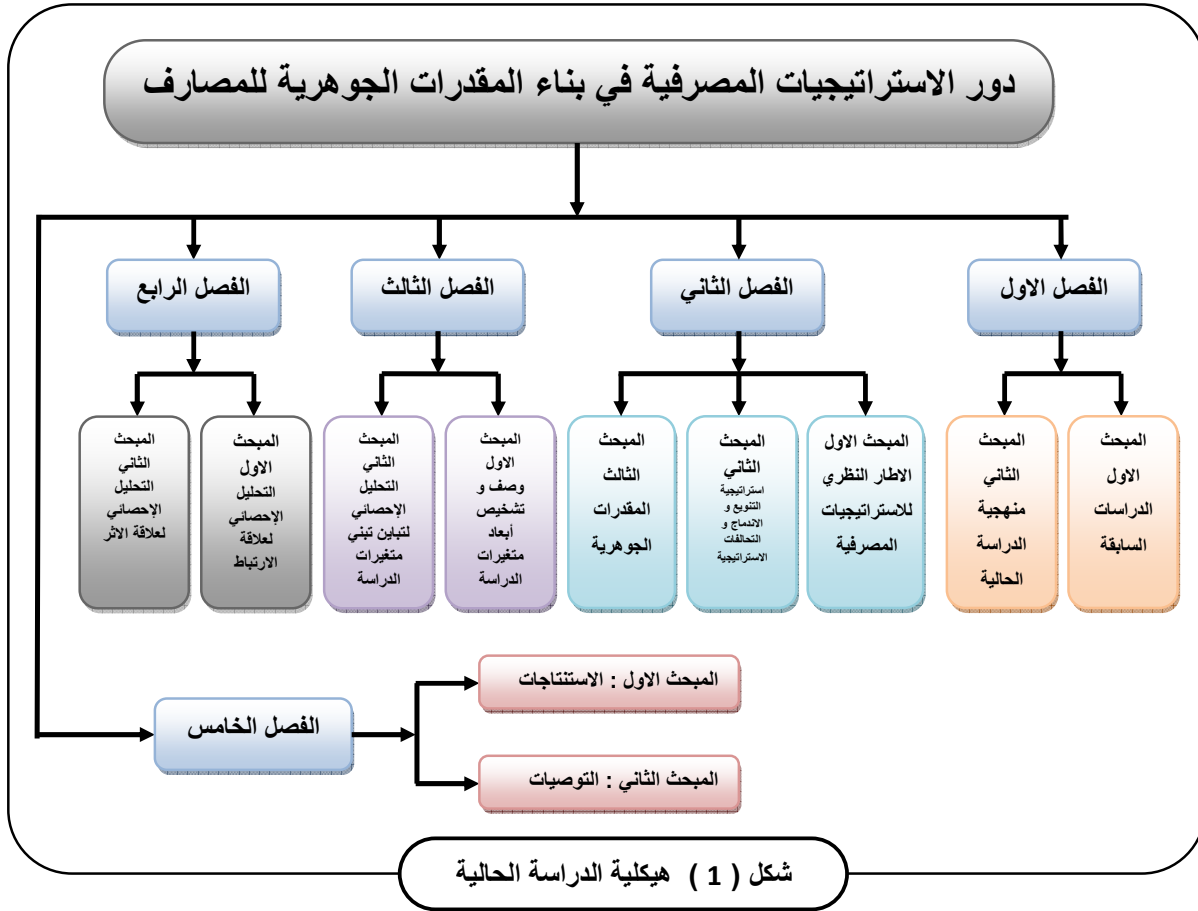 دور الاستراتيجيات المصرفية في بناء المقدرات الجوهرية للمصارف
الفصل الاول
الفصل الثاني
الفصل الثالث
الفصل الرابع
المبحث
الاول
الدراسات
السابقة
المبحث
الثاني
منهجية
الدراسة
الحالية
المبحث الاول
الاطار النظري
للاستراتيجيات
المصرفية
المبحث
الثاني
استراتيجية
التنويع و
الاندماج و
التحالفات
الاستراتيجية
المبحث
الثالث
المقدرات
الجوهرية
المبحث
الاول
وصف و
تشخيص
أبعاد
متغيرات
الدراسة
المبحث
الثاني
التحليل
الإحصائي
لتباين تبني
متغيرات
الدراسة
المبحث
الاول
التحليل
الإحصائي
لعلاقة
الارتباط
المبحث
الثاني
التحليل
الإحصائي
لعلاقة الاثر
الفصل الخامس
المبحث الاول : الاستنتاجات
المبحث الثاني : التوصيات
شكل ( 1 ) هيكلية الدراسة الحالية